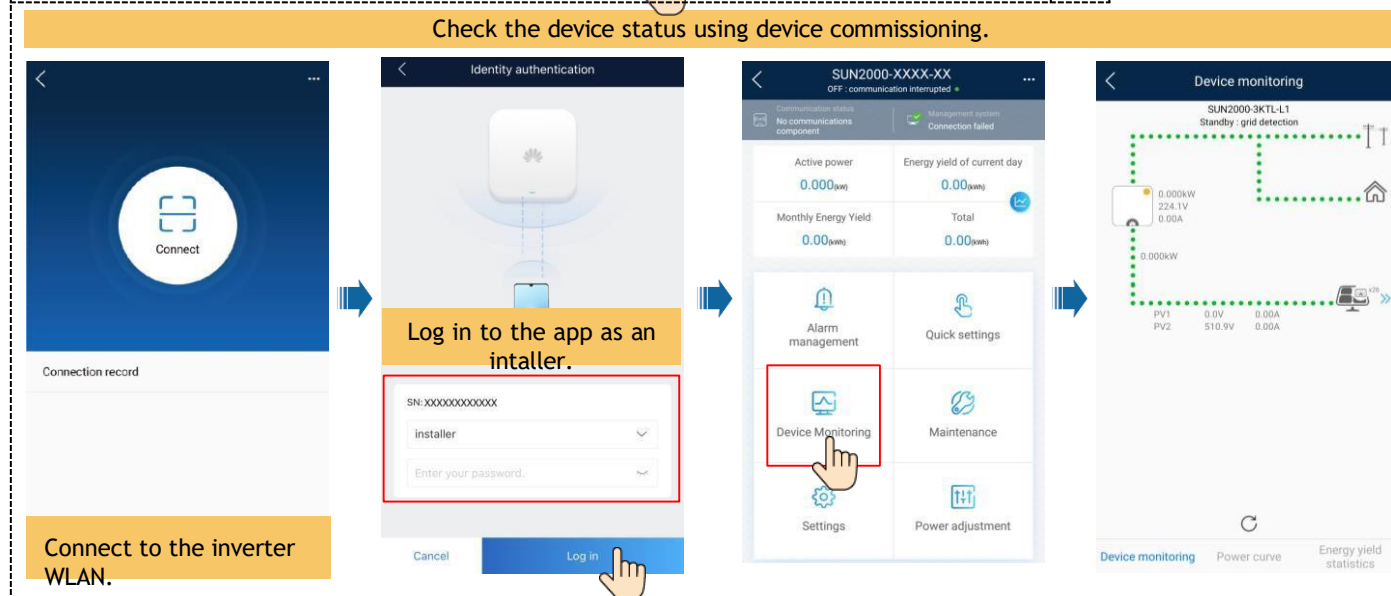 Check the device status using device commissioning.
...
Connect
Connection record
Connect to the inverter
WLAN.
Identity authentication
Log in to the app as an
intaller.
SN: XXXXXXXXXXXX
installer
Enter your password.
Cancel
Log in
SUN2000-XXXX-XX
...
OFF : communication interrupted
Communication status
No communications
component
Management system
Connection failed
Active power
0.000(kW)
Energy yield of current day
0.00(kWh)
Monthly Energy Yield
0.00(kWh)
Total
0.00(kWh)
Alarm
management
Quick settings
Device Monitoring
Maintenance
Settings
Power adjustment
Device monitoring
SUN2000-3KTL-L1
Standby : grid detection
0.000kW
224.1V
0.00A
0.000kW
x26
PV1 0.0V 0.00A
PV2 510.9V 0.00A
Device monitoring
Power curve
Energy yield
statistics